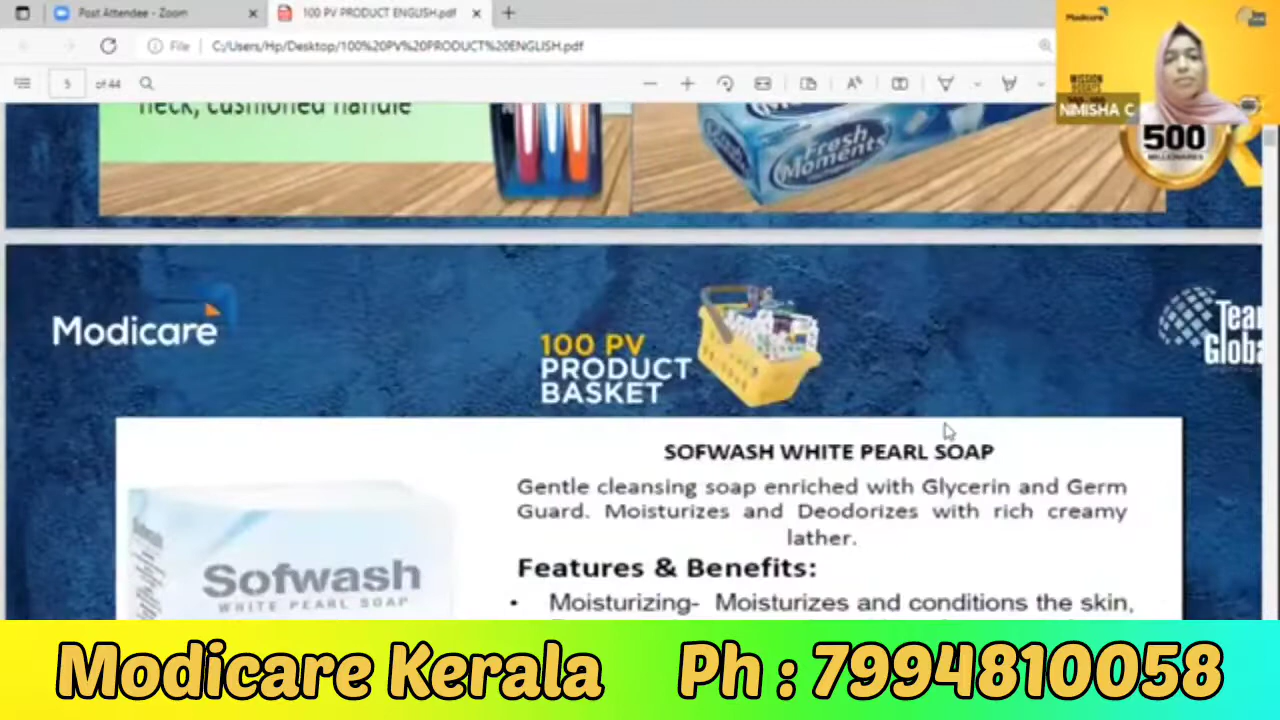 Post Attendee - Zoom
100 PV PRODUCT ENGLISH.pdf
File
C:/Users/Hp/Desktop/100%20PV%20PRODUCT%20ENGLISH.pdf
5
of 44
Modicare
MISSION
NIMISHA C
500
MILLIONAIRES
neck, cushioned handle
Fresh
Moments
Modicare
100 PV
PRODUCT
BASKET
SOFWASH WHITE PEARL SOAP
Gentle cleansing soap enriched with Glycerin and Germ
Guard. Moisturizes and Deodorizes with rich creamy
lather.
Features & Benefits:
• Moisturizing- Moisturizes and conditions the skin,
Sofwash
WHITE PEARL SOAP
Modicare Kerala Ph : 7994810058